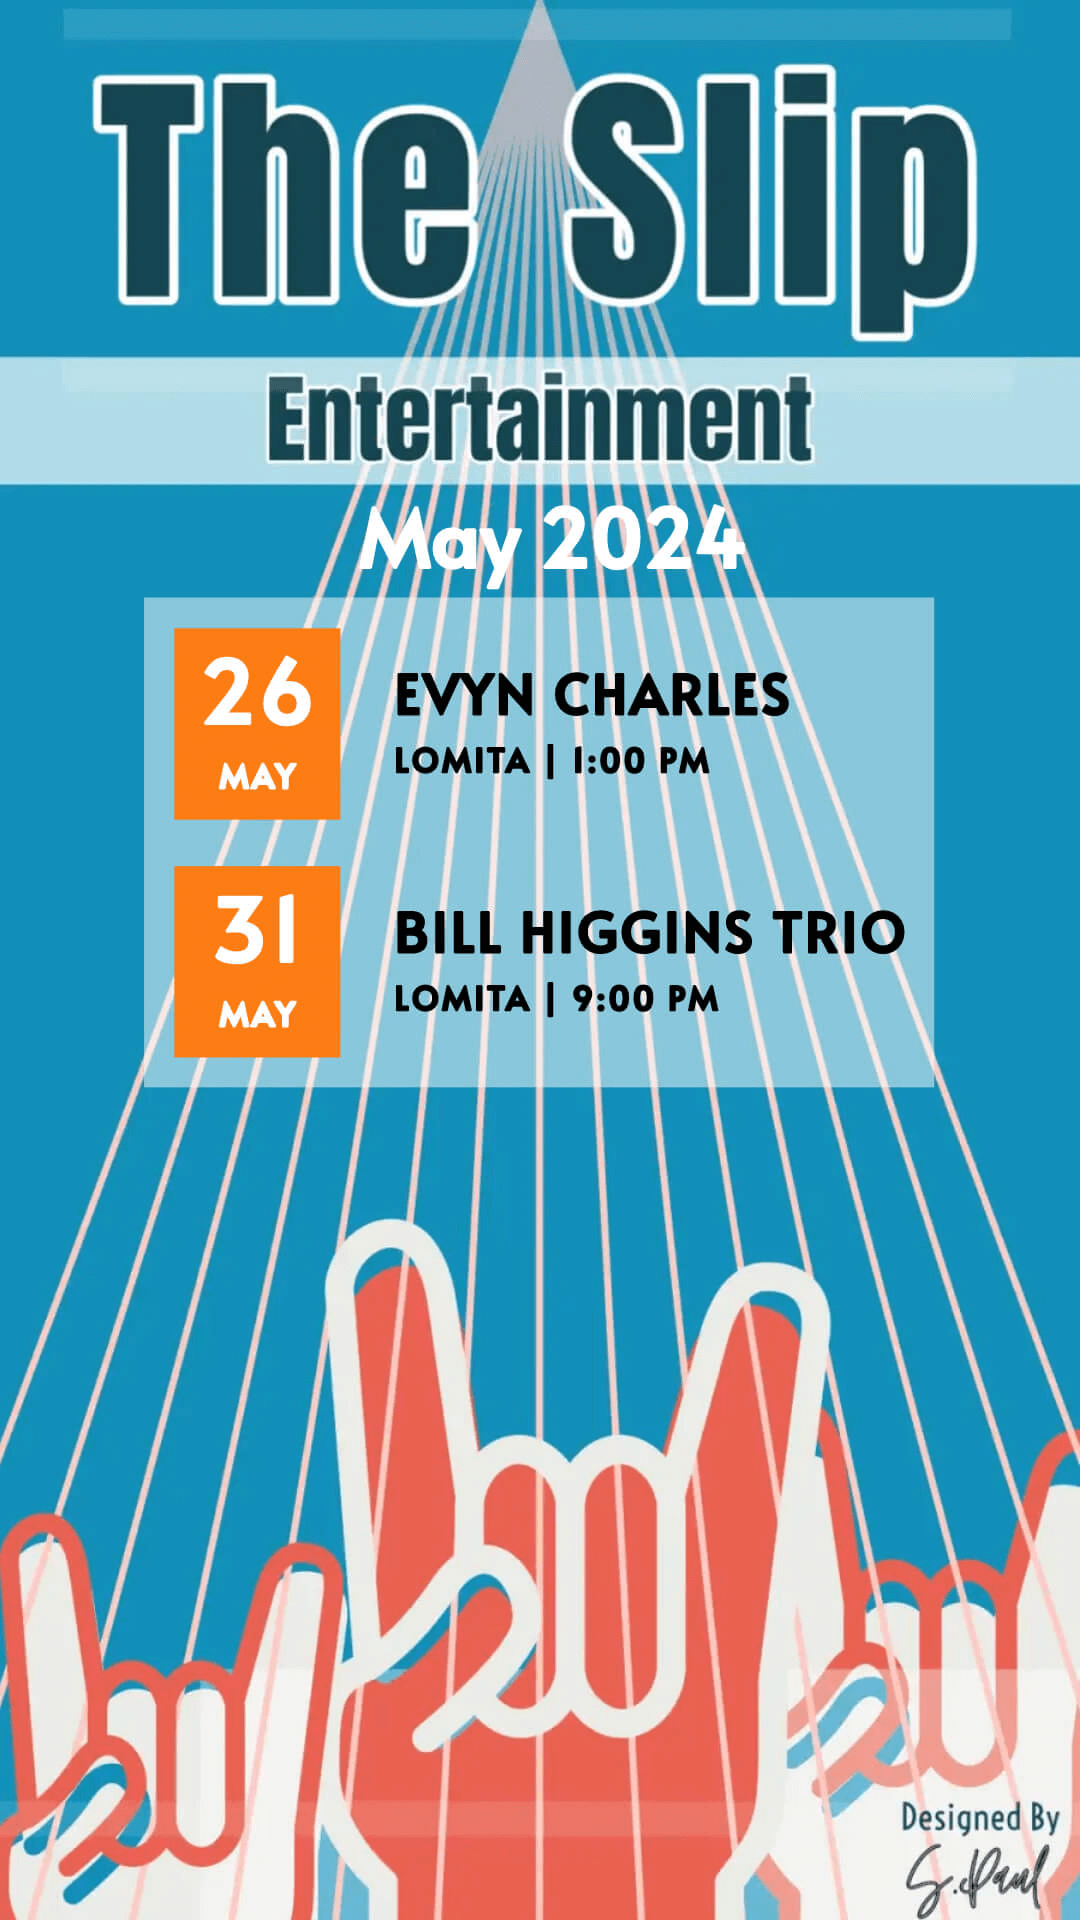 The Slip
Entertainment
May 2024
26
MAY
EVYN CHARLES
LOMITA | 1:00 PM
31
MAY
BILL HIGGINS TRIO
LOMITA | 9:00 PM
Designed By
S.Paul